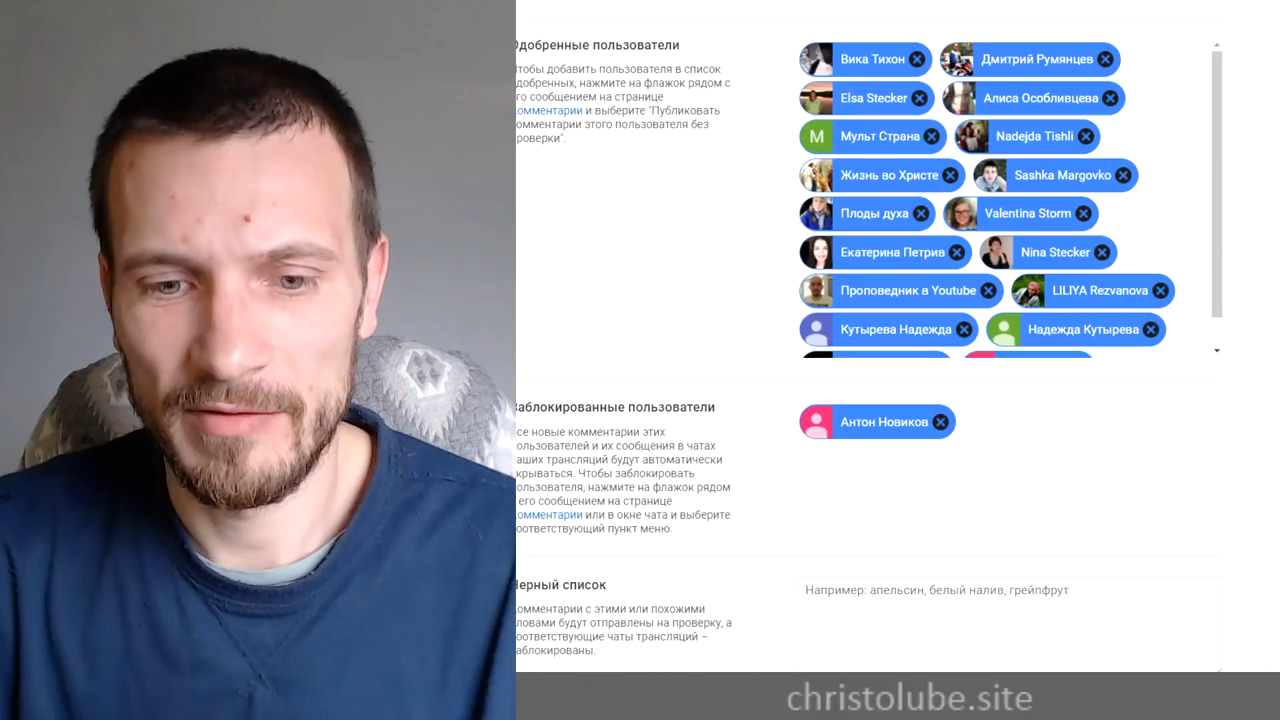 Одобренные пользователи
Чтобы добавить пользователя в список
одобренных, нажмите на флажок рядом с
его сообщением на странице
Комментарии и выберите "Публиковать
комментарии этого пользователя без
проверки".
Вика Тихон
Дмитрий Румянцев
Elsa Stecker
Алиса Особливцева
М Мульт Страна
Nadejda Tishli
Жизнь во Христе
Sashka Margovko
Плоды духа
Valentina Storm
Екатерина Петрив
Nina Stecker
Проповедник в Youtube
LILIYA Rezvanova
Кутырева Надежда
Надежда Кутырева
Заблокированные пользователи
Все новые комментарии этих
пользователей и их сообщения в чатах
ваших трансляций будут автоматически
скрываться. Чтобы заблокировать
пользователя, нажмите на флажок рядом
с его сообщением на странице
Комментарии или в окне чата и выберите
соответствующий пункт меню.
Антон Новиков
Черный список
Комментарии с этими или похожими
словами будут отправлены на проверку, а
соответствующие чаты трансляций –
заблокированы.
Например: апельсин, белый налив, грейпфрут
christolube.site